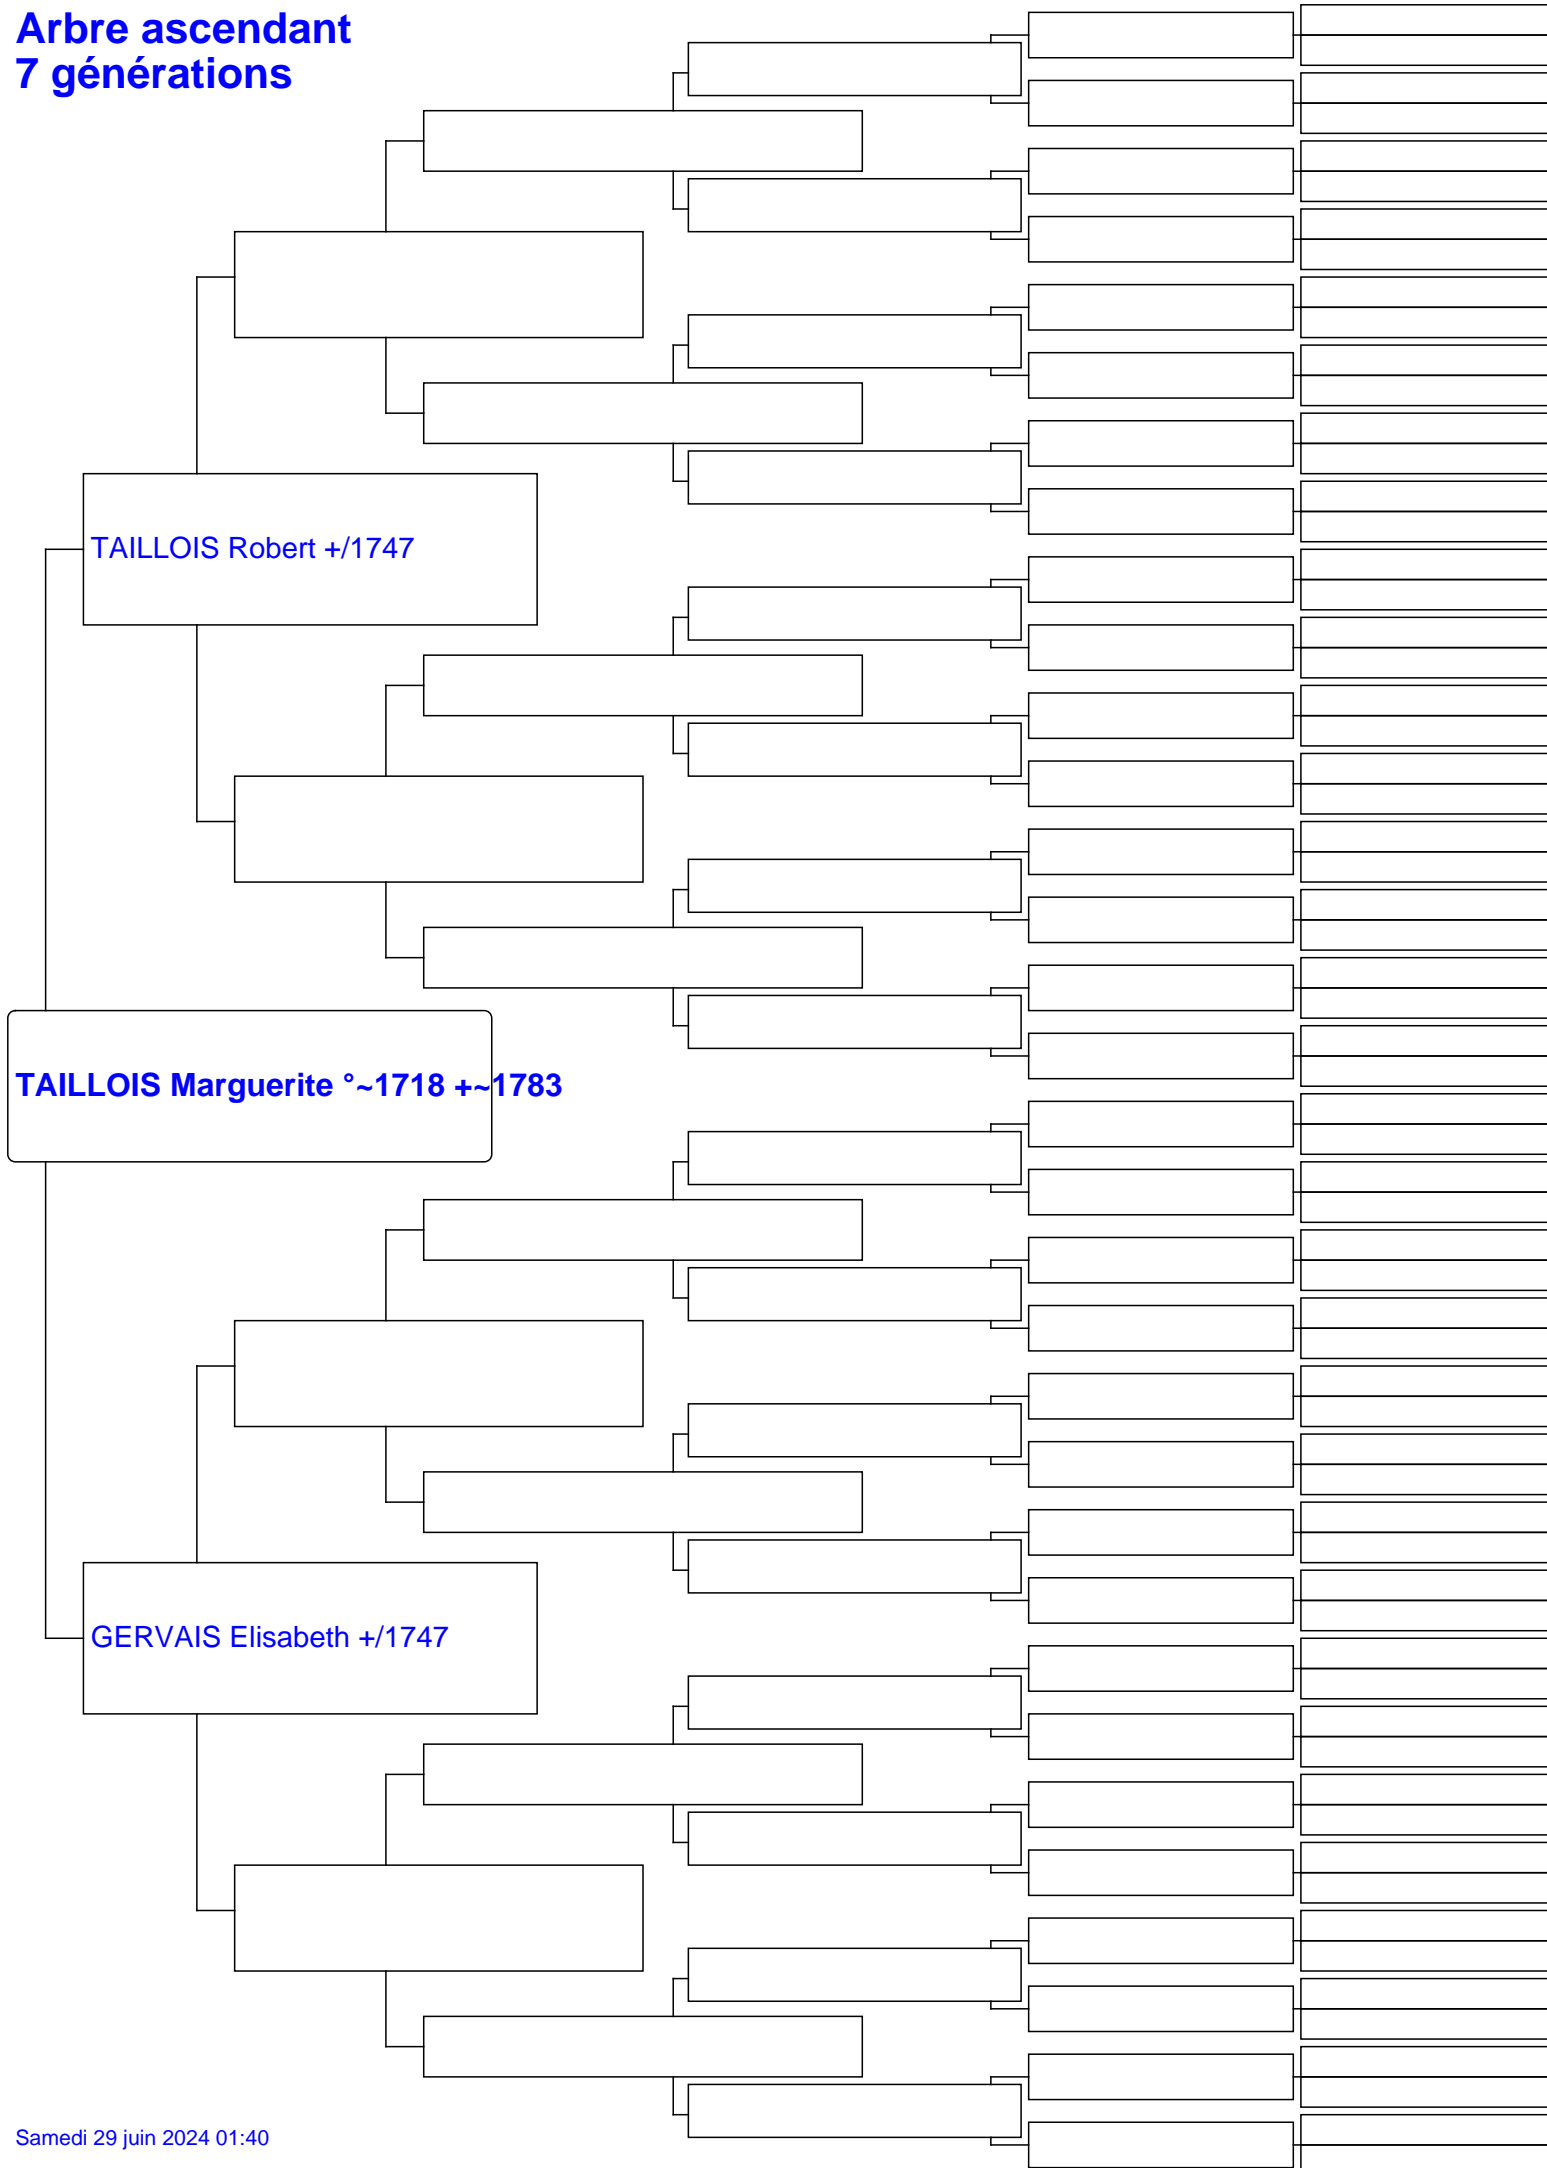 Arbre ascendant
7 générations
TAILLOIS Robert +/1747
TAILLOIS Marguerite °~1718 +~1783
GERVAIS Elisabeth +/1747
Samedi 29 juin 2024 01:40